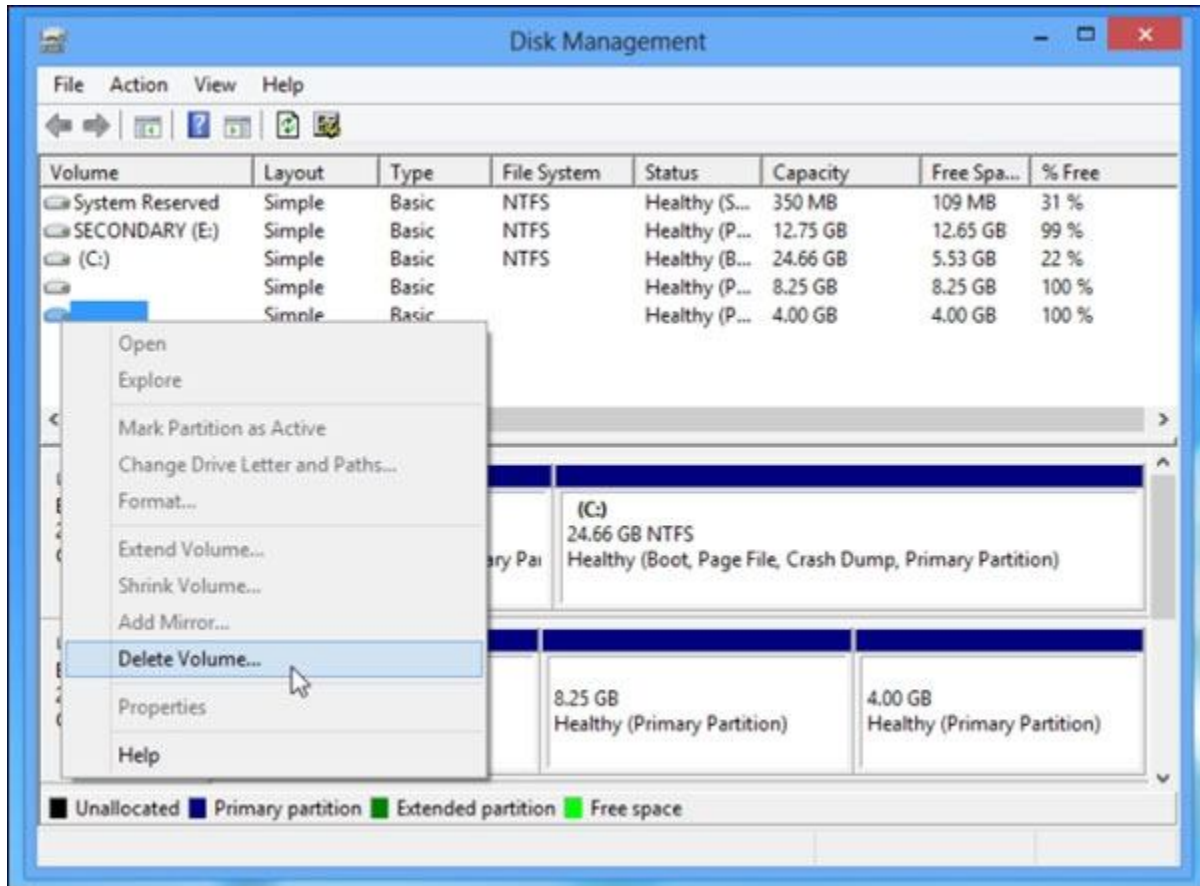 Disk Management
File Action View Help
Volume Layout Type File System Status Capacity Free Spa... % Free
System Reserved Simple Basic NTFS Healthy (S... 350 MB 109 MB 31 %
SECONDARY (E:) Simple Basic NTFS Healthy (P... 12.75 GB 12.65 GB 99 %
(C:) Simple Basic NTFS Healthy (B... 24.66 GB 5.53 GB 22 %
Simple Basic Healthy (P... 8.25 GB 8.25 GB 100 %
Simple Basic Healthy (P... 4.00 GB 4.00 GB 100 %
Open
Explore
Mark Partition as Active
Change Drive Letter and Paths...
Format...
Extend Volume...
Shrink Volume...
Add Mirror...
Delete Volume...
Properties
Help
(C:)
24.66 GB NTFS
Healthy (Boot, Page File, Crash Dump, Primary Partition)
8.25 GB
Healthy (Primary Partition)
4.00 GB
Healthy (Primary Partition)
Unallocated Primary partition Extended partition Free space